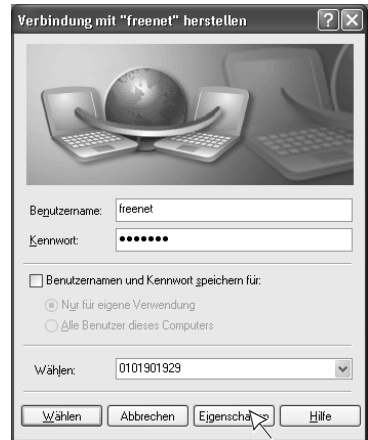 Verbindung mit "freenet" herstellen
Benutzername: freenet
Kennwort:
Benutzernamen und Kennwort speichern für:
Nur für eigene Verwendung
Alle Benutzer dieses Computers
Wählen: 0101901929
Wählen Abbrechen Hilfe